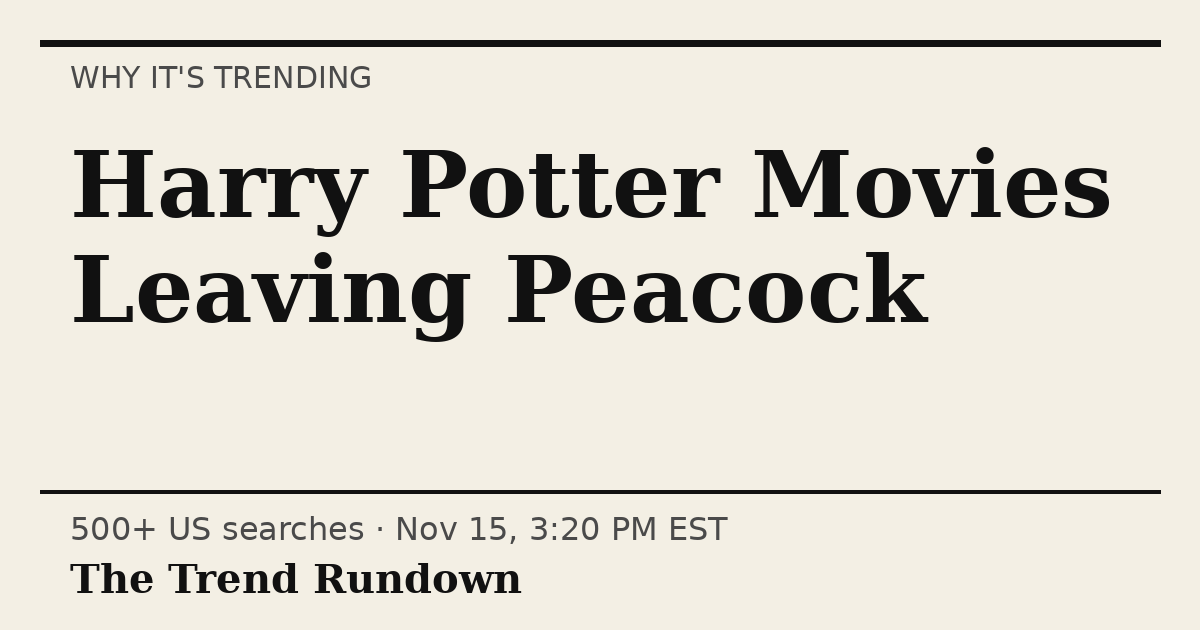 WHY IT'S TRENDING
Harry Potter Movies
Leaving Peacock
500+ US searches · Nov 15, 3:20 PM EST
The Trend Rundown